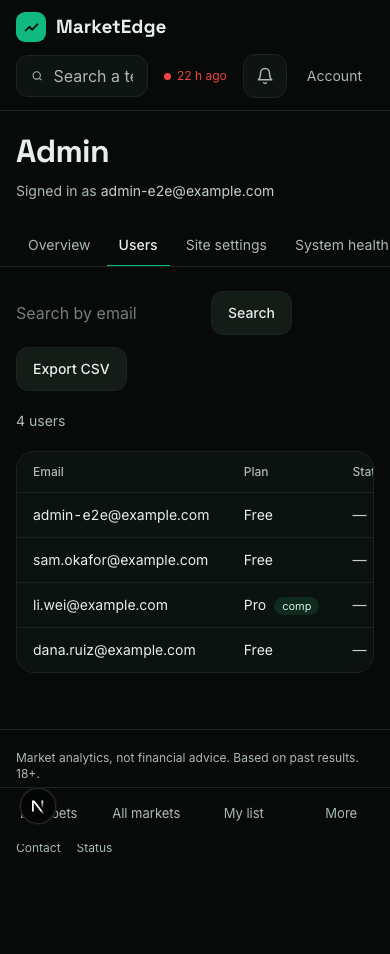 MarketEdge
Search a te
22 h ago
Account
Admin
Signed in as admin-e2e@example.com
Overview Users Site settings System health
Search by email Search
Export CSV
4 users
Email Plan Stat
admin-e2e@example.com Free —
sam.okafor@example.com Free —
li.wei@example.com Pro comp —
dana.ruiz@example.com Free —
Market analytics, not financial advice. Based on past results.
18+.
All markets My list More
Contact Status